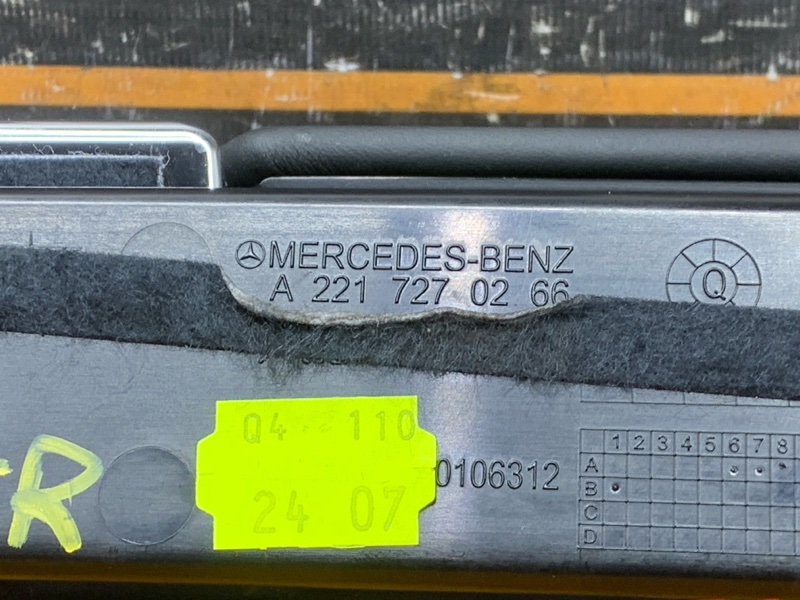 MERCEDES-BENZ
A 221 727 02 66
Q
Q4 110
24 07
0106312
R
1 2 3 4 5 6 7 8
A
B
C
D